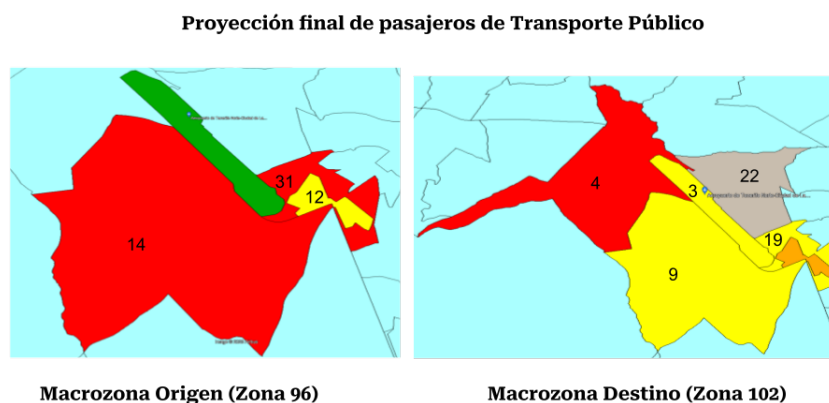 Proyección final de pasajeros de Transporte Público
31
12
14
4
22
3
19
9
Macrozona Origen (Zona 96)
Macrozona Destino (Zona 102)